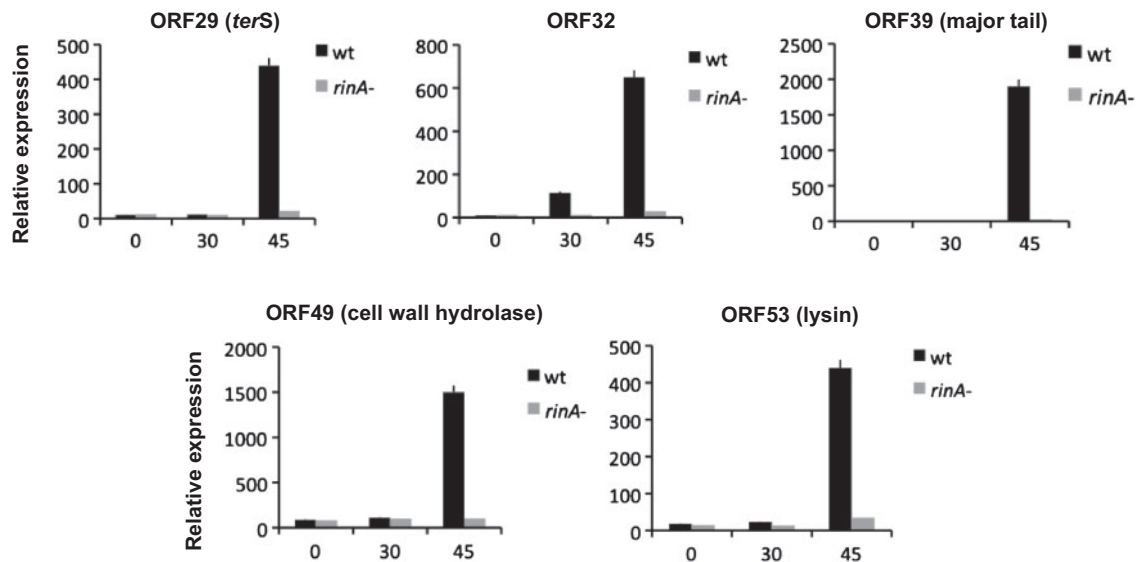 ORF29 (terS)
Relative expression
500
400
300
200
100
0
0 30 45
wt
rinA-
ORF32
800
600
400
200
0
0 30 45
wt
rinA-
ORF39 (major tail)
2500
2000
1500
1000
500
0
0 30 45
wt
rinA-
ORF49 (cell wall hydrolase)
Relative expression
2000
1500
1000
500
0
0 30 45
wt
rinA-
ORF53 (lysin)
500
400
300
200
100
0
0 30 45
wt
rinA-